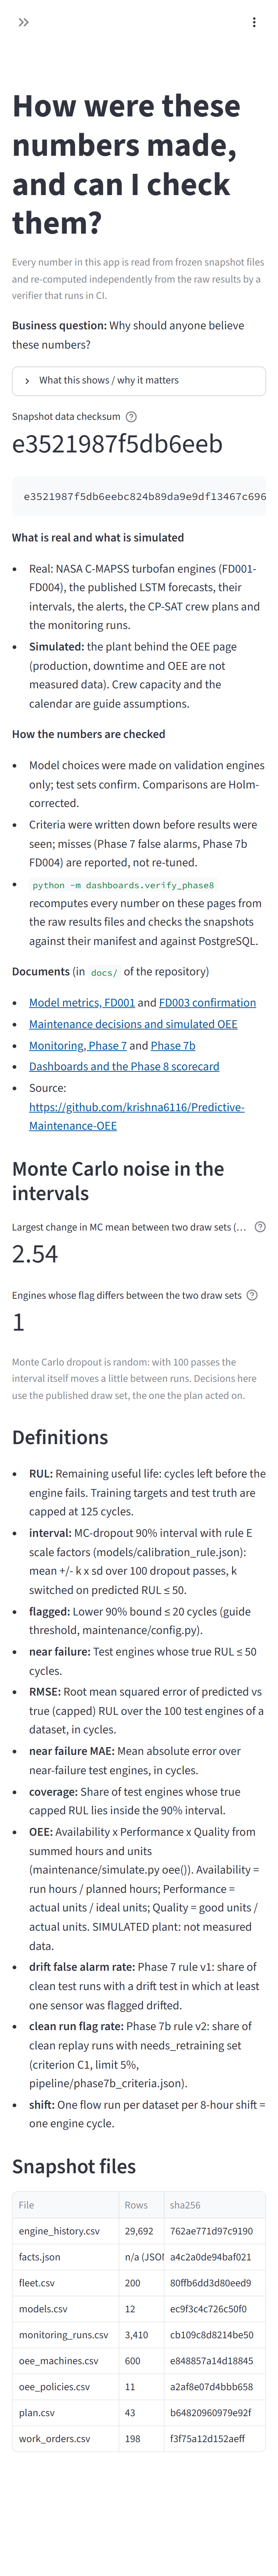 How were these
numbers made,
and can I check
them?
Every number in this app is read from frozen snapshot files
and re-computed independently from the raw results by a
verifier that runs in CI.
Business question: Why should anyone believe
these numbers?
What this shows / why it matters
Snapshot data checksum
e3521987f5db6eeb
e3521987f5db6eebc824b89da9e9df13467c696
What is real and what is simulated
Real: NASA C-MAPSS turbofan engines (FD001-
FD004), the published LSTM forecasts, their
intervals, the alerts, the CP-SAT crew plans and
the monitoring runs.
Simulated: the plant behind the OEE page
(production, downtime and OEE are not
measured data). Crew capacity and the
calendar are guide assumptions.
How the numbers are checked
Model choices were made on validation engines
only; test sets confirm. Comparisons are Holm-
corrected.
Criteria were written down before results were
seen; misses (Phase 7 false alarms, Phase 7b
FD004) are reported, not re-tuned.
python -m dashboards.verify_phase8
recomputes every number on these pages from
the raw results files and checks the snapshots
against their manifest and against PostgreSQL.
Documents (in docs/ of the repository)
Model metrics, FD001 and FD003 confirmation
Maintenance decisions and simulated OEE
Monitoring, Phase 7 and Phase 7b
Dashboards and the Phase 8 scorecard
Source:
https://github.com/krishna6116/Predictive-
Maintenance-OEE
Monte Carlo noise in the
intervals
Largest change in MC mean between two draw sets (...
2.54
Engines whose flag differs between the two draw sets
1
Monte Carlo dropout is random: with 100 passes the
interval itself moves a little between runs. Decisions here
use the published draw set, the one the plan acted on.
Definitions
RUL: Remaining useful life: cycles left before the
engine fails. Training targets and test truth are
capped at 125 cycles.
interval: MC-dropout 90% interval with rule E
scale factors (models/calibration_rule.json):
mean +/- k x sd over 100 dropout passes, k
switched on predicted RUL ≤ 50.
flagged: Lower 90% bound ≤ 20 cycles (guide
threshold, maintenance/config.py).
near failure: Test engines whose true RUL ≤ 50
cycles.
RMSE: Root mean squared error of predicted vs
true (capped) RUL over the 100 test engines of a
dataset, in cycles.
near failure MAE: Mean absolute error over
near-failure test engines, in cycles.
coverage: Share of test engines whose true
capped RUL lies inside the 90% interval.
OEE: Availability x Performance x Quality from
summed hours and units
(maintenance/simulate.py oee()). Availability =
run hours / planned hours; Performance =
actual units / ideal units; Quality = good units /
actual units. SIMULATED plant: not measured
data.
drift false alarm rate: Phase 7 rule v1: share of
clean test runs with a drift test in which at least
one sensor was flagged drifted.
clean run flag rate: Phase 7b rule v2: share of
clean replay runs with needs_retraining set
(criterion C1, limit 5%,
pipeline/phase7b_criteria.json).
shift: One flow run per dataset per 8-hour shift =
one engine cycle.
Snapshot files
File Rows sha256
engine_history.csv 29,692 762ae771d97c9190
facts.json n/a (JSON a4c2a0de94baf021
fleet.csv 200 80ffb6dd3d80eed9
models.csv 12 ec9f3c4c726c50f0
monitoring_runs.csv 3,410 cb109c8d8214be50
oee_machines.csv 600 e848857a14d18845
oee_policies.csv 11 a2af8e07d4bbb658
plan.csv 43 b64820960979e92f
work_orders.csv 198 f3f75a12d152aeff